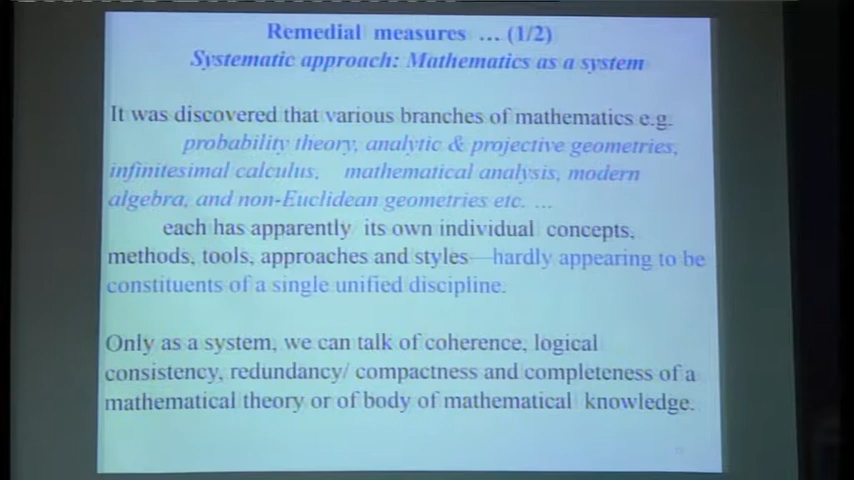 Remedial measures ... (1/2)
Systematic approach: Mathematics as a system
It was discovered that various branches of mathematics e.g.
probability theory, analytic & projective geometries,
infinitesimal calculus, mathematical analysis, modern
algebra, and non-Euclidean geometries etc. ...
each has apparently its own individual concepts,
methods, tools, approaches and styles—hardly appearing to be
constituents of a single unified discipline.
Only as a system, we can talk of coherence, logical
consistency, redundancy/ compactness and completeness of a
mathematical theory or of body of mathematical knowledge.